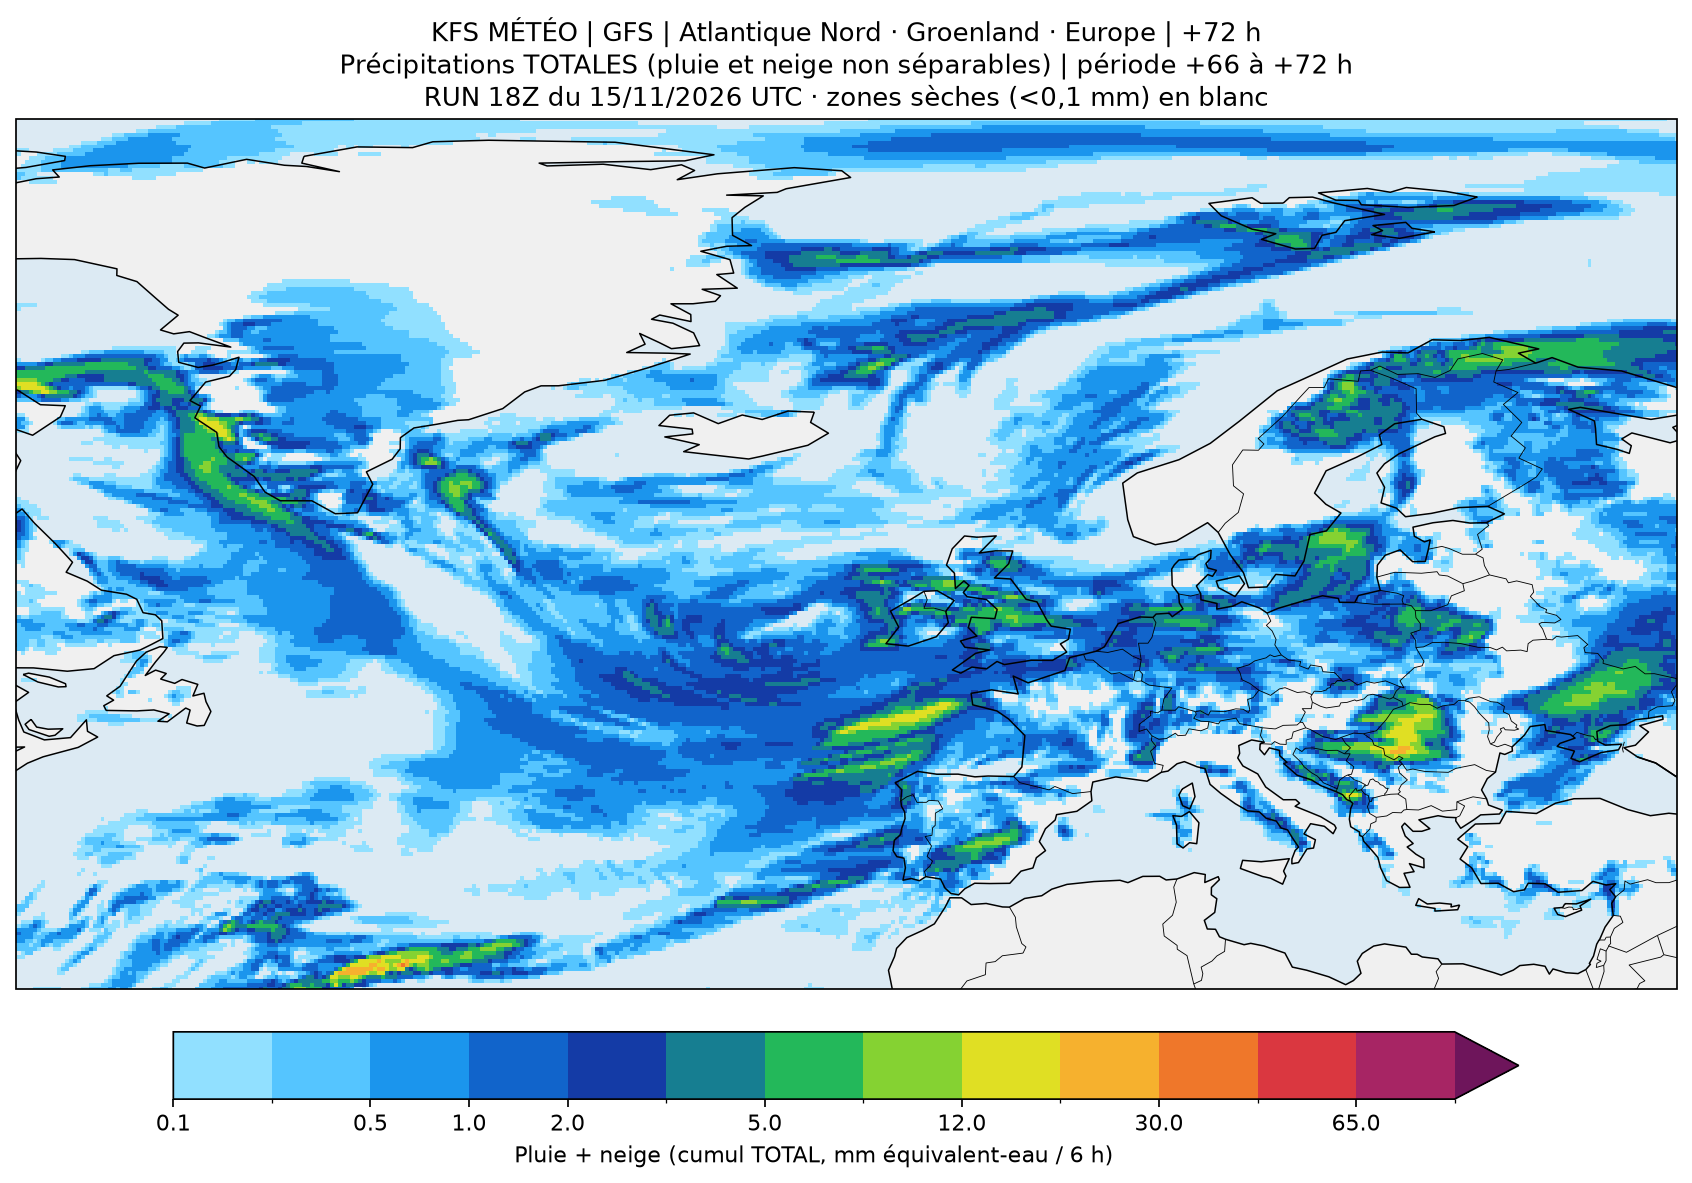 KFS MÉTÉO | GFS | Atlantique Nord · Groenland · Europe | +72 h
Précipitations TOTALES (pluie et neige non séparables) | période +66 à +72 h
RUN 18Z du 15/11/2026 UTC · zones sèches (<0,1 mm) en blanc
0.1 0.5 1.0 2.0 5.0 12.0 30.0 65.0
Pluie + neige (cumul TOTAL, mm équivalent-eau / 6 h)